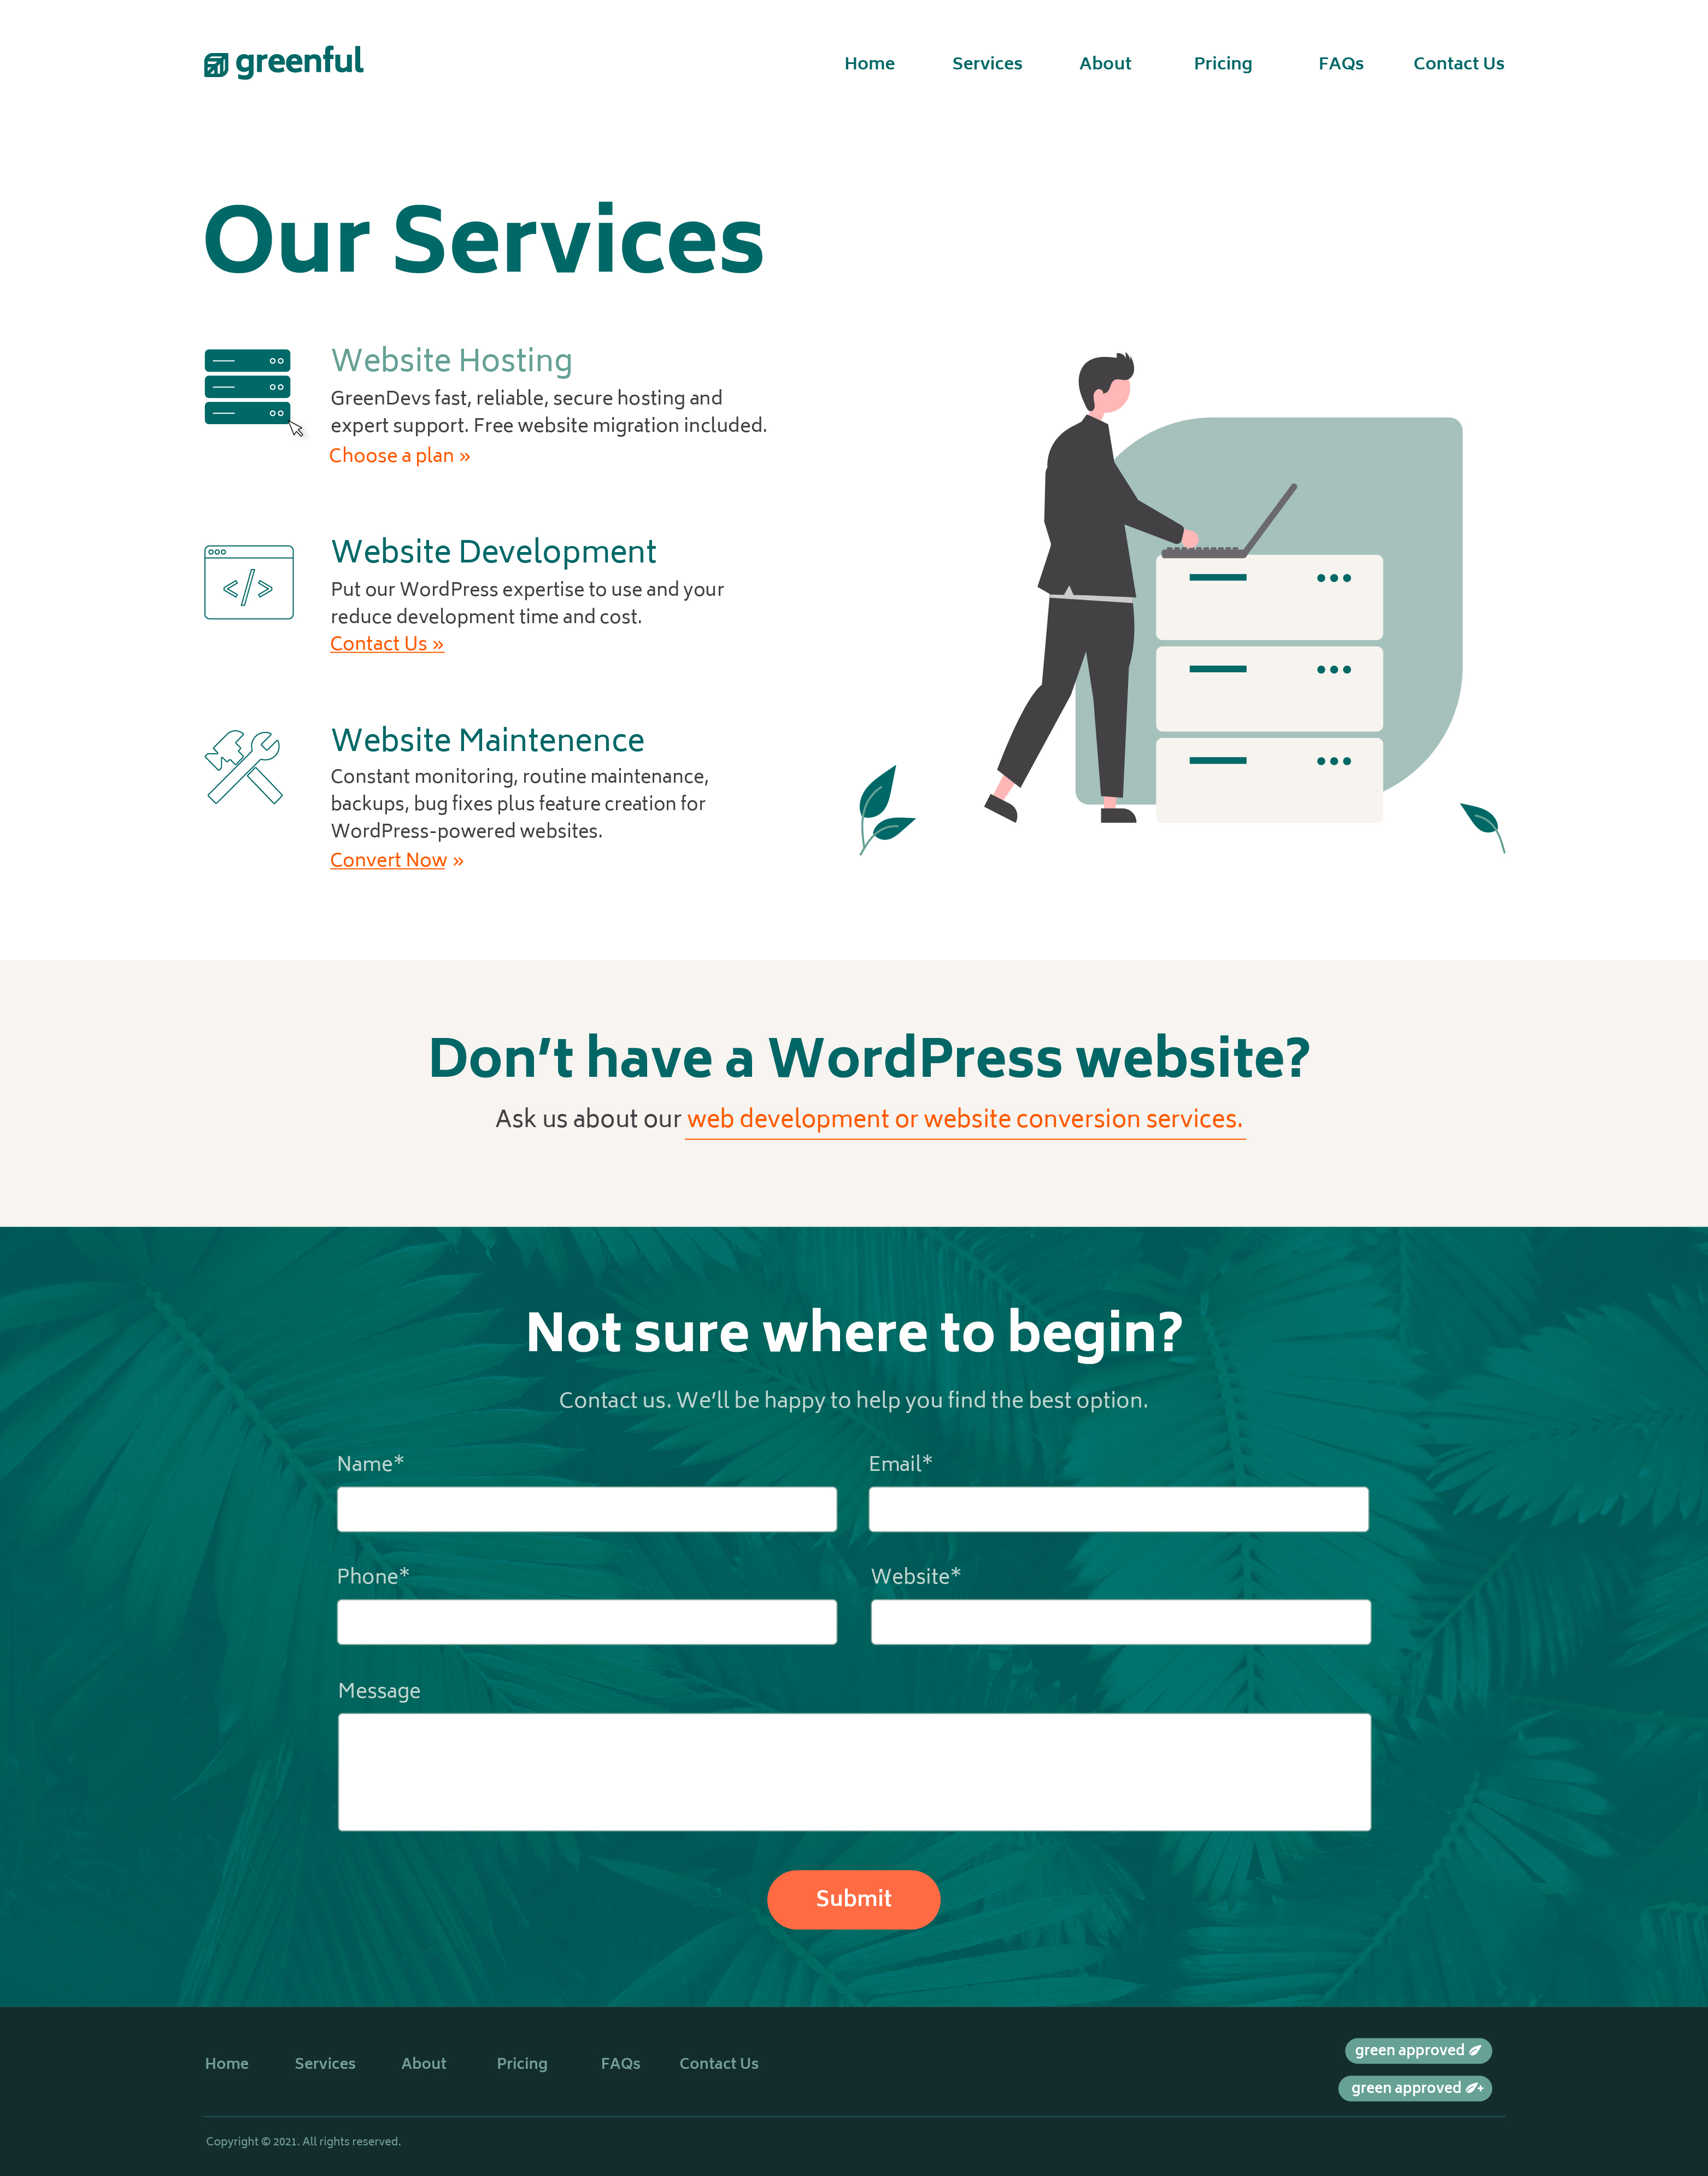 greenful
Home Services About Pricing FAQs Contact Us
Our Services
Website Hosting
GreenDevs fast, reliable, secure hosting and
expert support. Free website migration included.
Choose a plan »
Website Development
Put our WordPress expertise to use and your
reduce development time and cost.
Contact Us »
Website Maintenence
Constant monitoring, routine maintenance,
backups, bug fixes plus feature creation for
WordPress-powered websites.
Convert Now »
Don’t have a WordPress website?
Ask us about our web development or website conversion services.
Not sure where to begin?
Contact us. We’ll be happy to help you find the best option.
Name* Email*
Phone* Website*
Message
Submit
Home Services About Pricing FAQs Contact Us
green approved
green approved +
Copyright © 2021. All rights reserved.